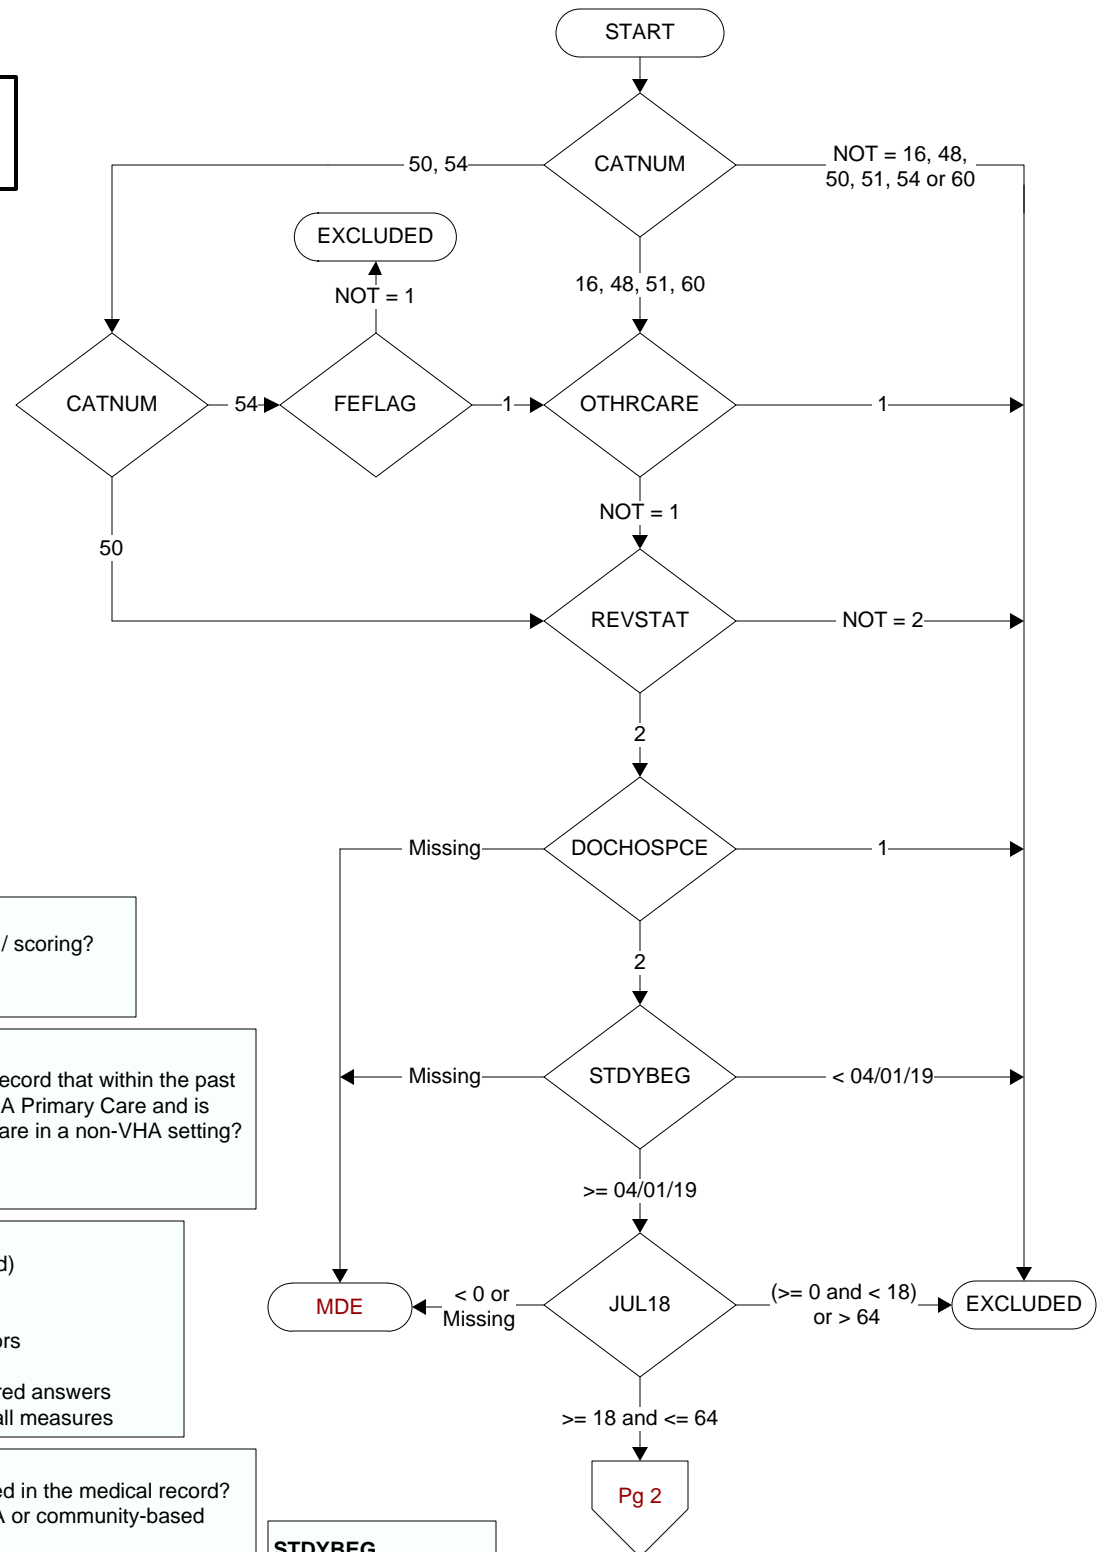 START
CATNUM
50, 54
NOT = 16, 48,
50, 51, 54 or 60
EXCLUDED
NOT = 1
16, 48, 51, 60
CATNUM
54
FEFLAG
1
OTHRCARE
1
NOT = 1
50
REVSTAT
NOT = 2
2
Missing
DOCHOSPCE
1
2
/ scoring?
Missing
STDYBEG
< 04/01/19
ecord that within the past
A Primary Care and is
are in a non-VHA setting?
>= 04/01/19
d)
MDE
< 0 or
Missing
JUL18
(>= 0 and < 18)
or > 64
EXCLUDED
ors
red answers
all measures
>= 18 and <= 64
ed in the medical record?
A or community-based
Pg 2
STDYBEG